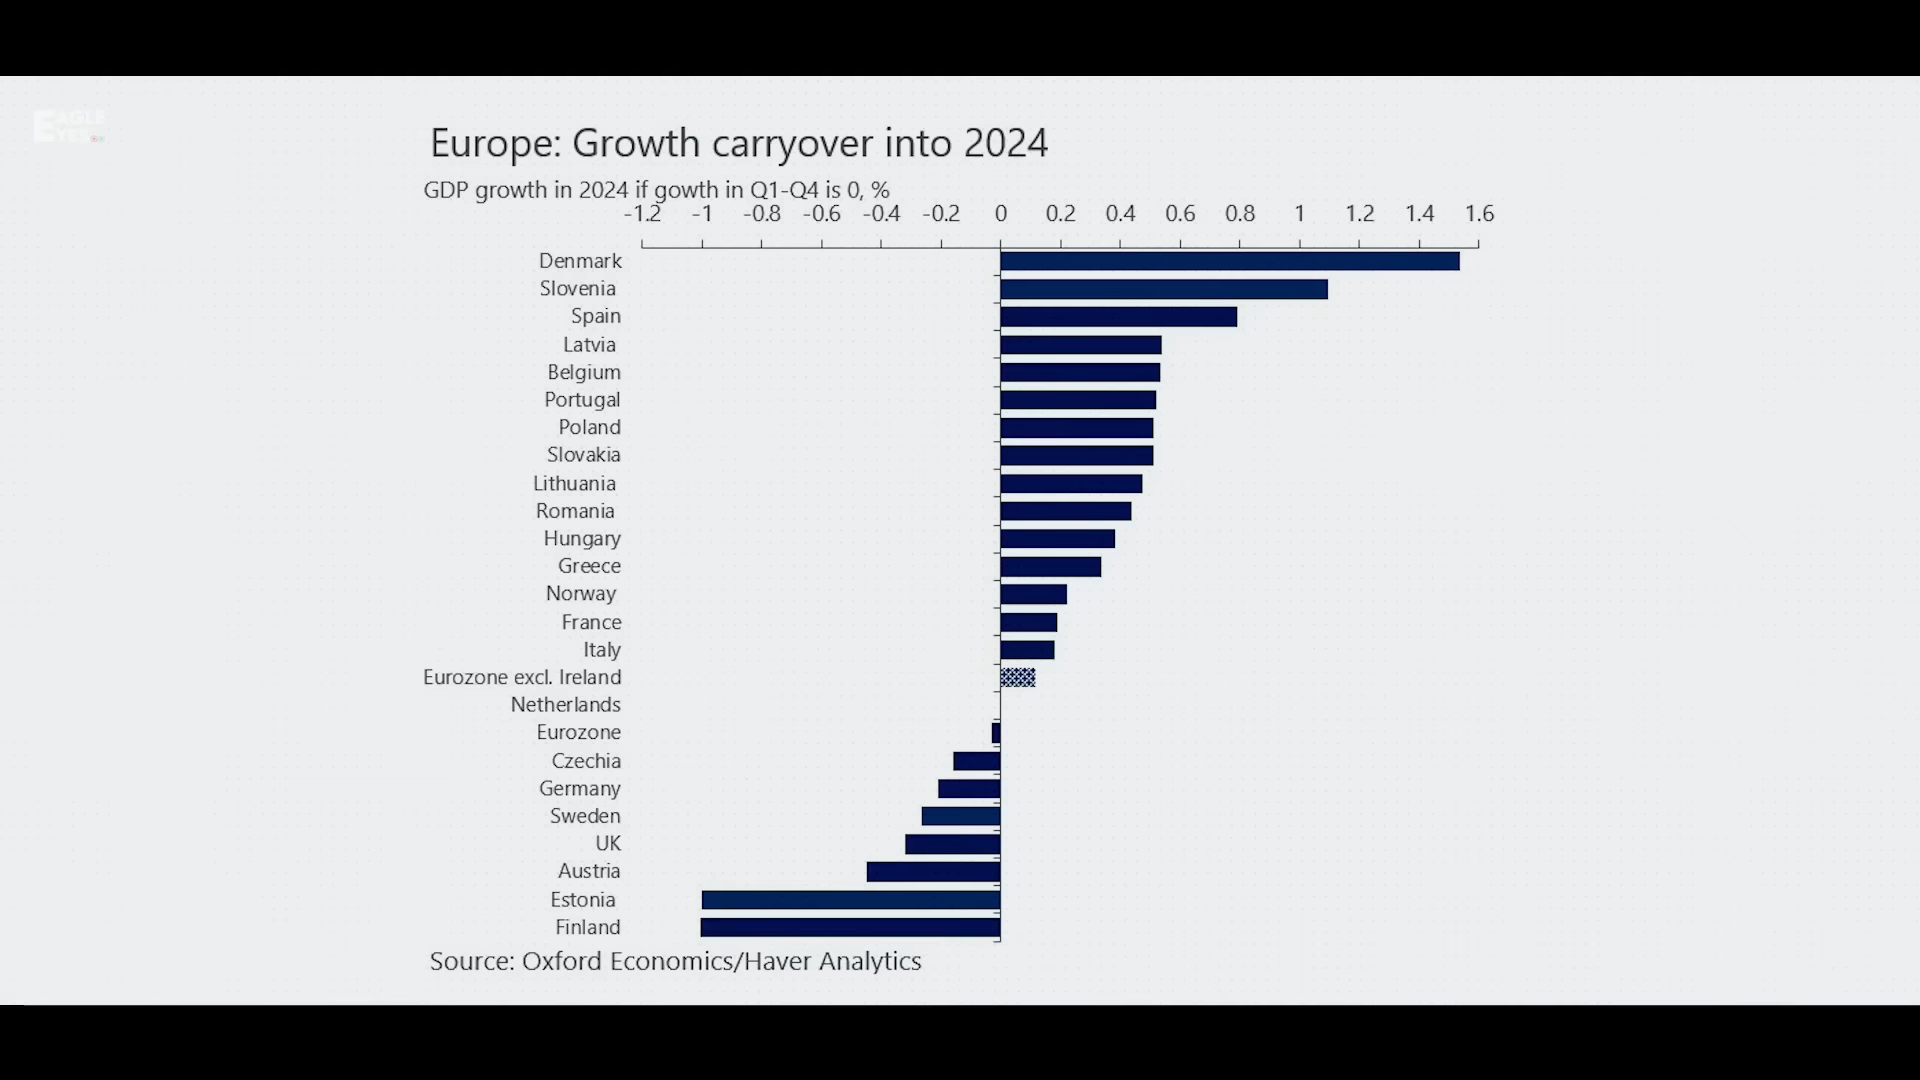 EAGLE
EYES
Europe: Growth carryover into 2024
GDP growth in 2024 if gowth in Q1-Q4 is 0, %
-1.2 -1 -0.8 -0.6 -0.4 -0.2 0 0.2 0.4 0.6 0.8 1 1.2 1.4 1.6
Denmark
Slovenia
Spain
Latvia
Belgium
Portugal
Poland
Slovakia
Lithuania
Romania
Hungary
Greece
Norway
France
Italy
Eurozone excl. Ireland
Netherlands
Eurozone
Czechia
Germany
Sweden
UK
Austria
Estonia
Finland
Source: Oxford Economics/Haver Analytics